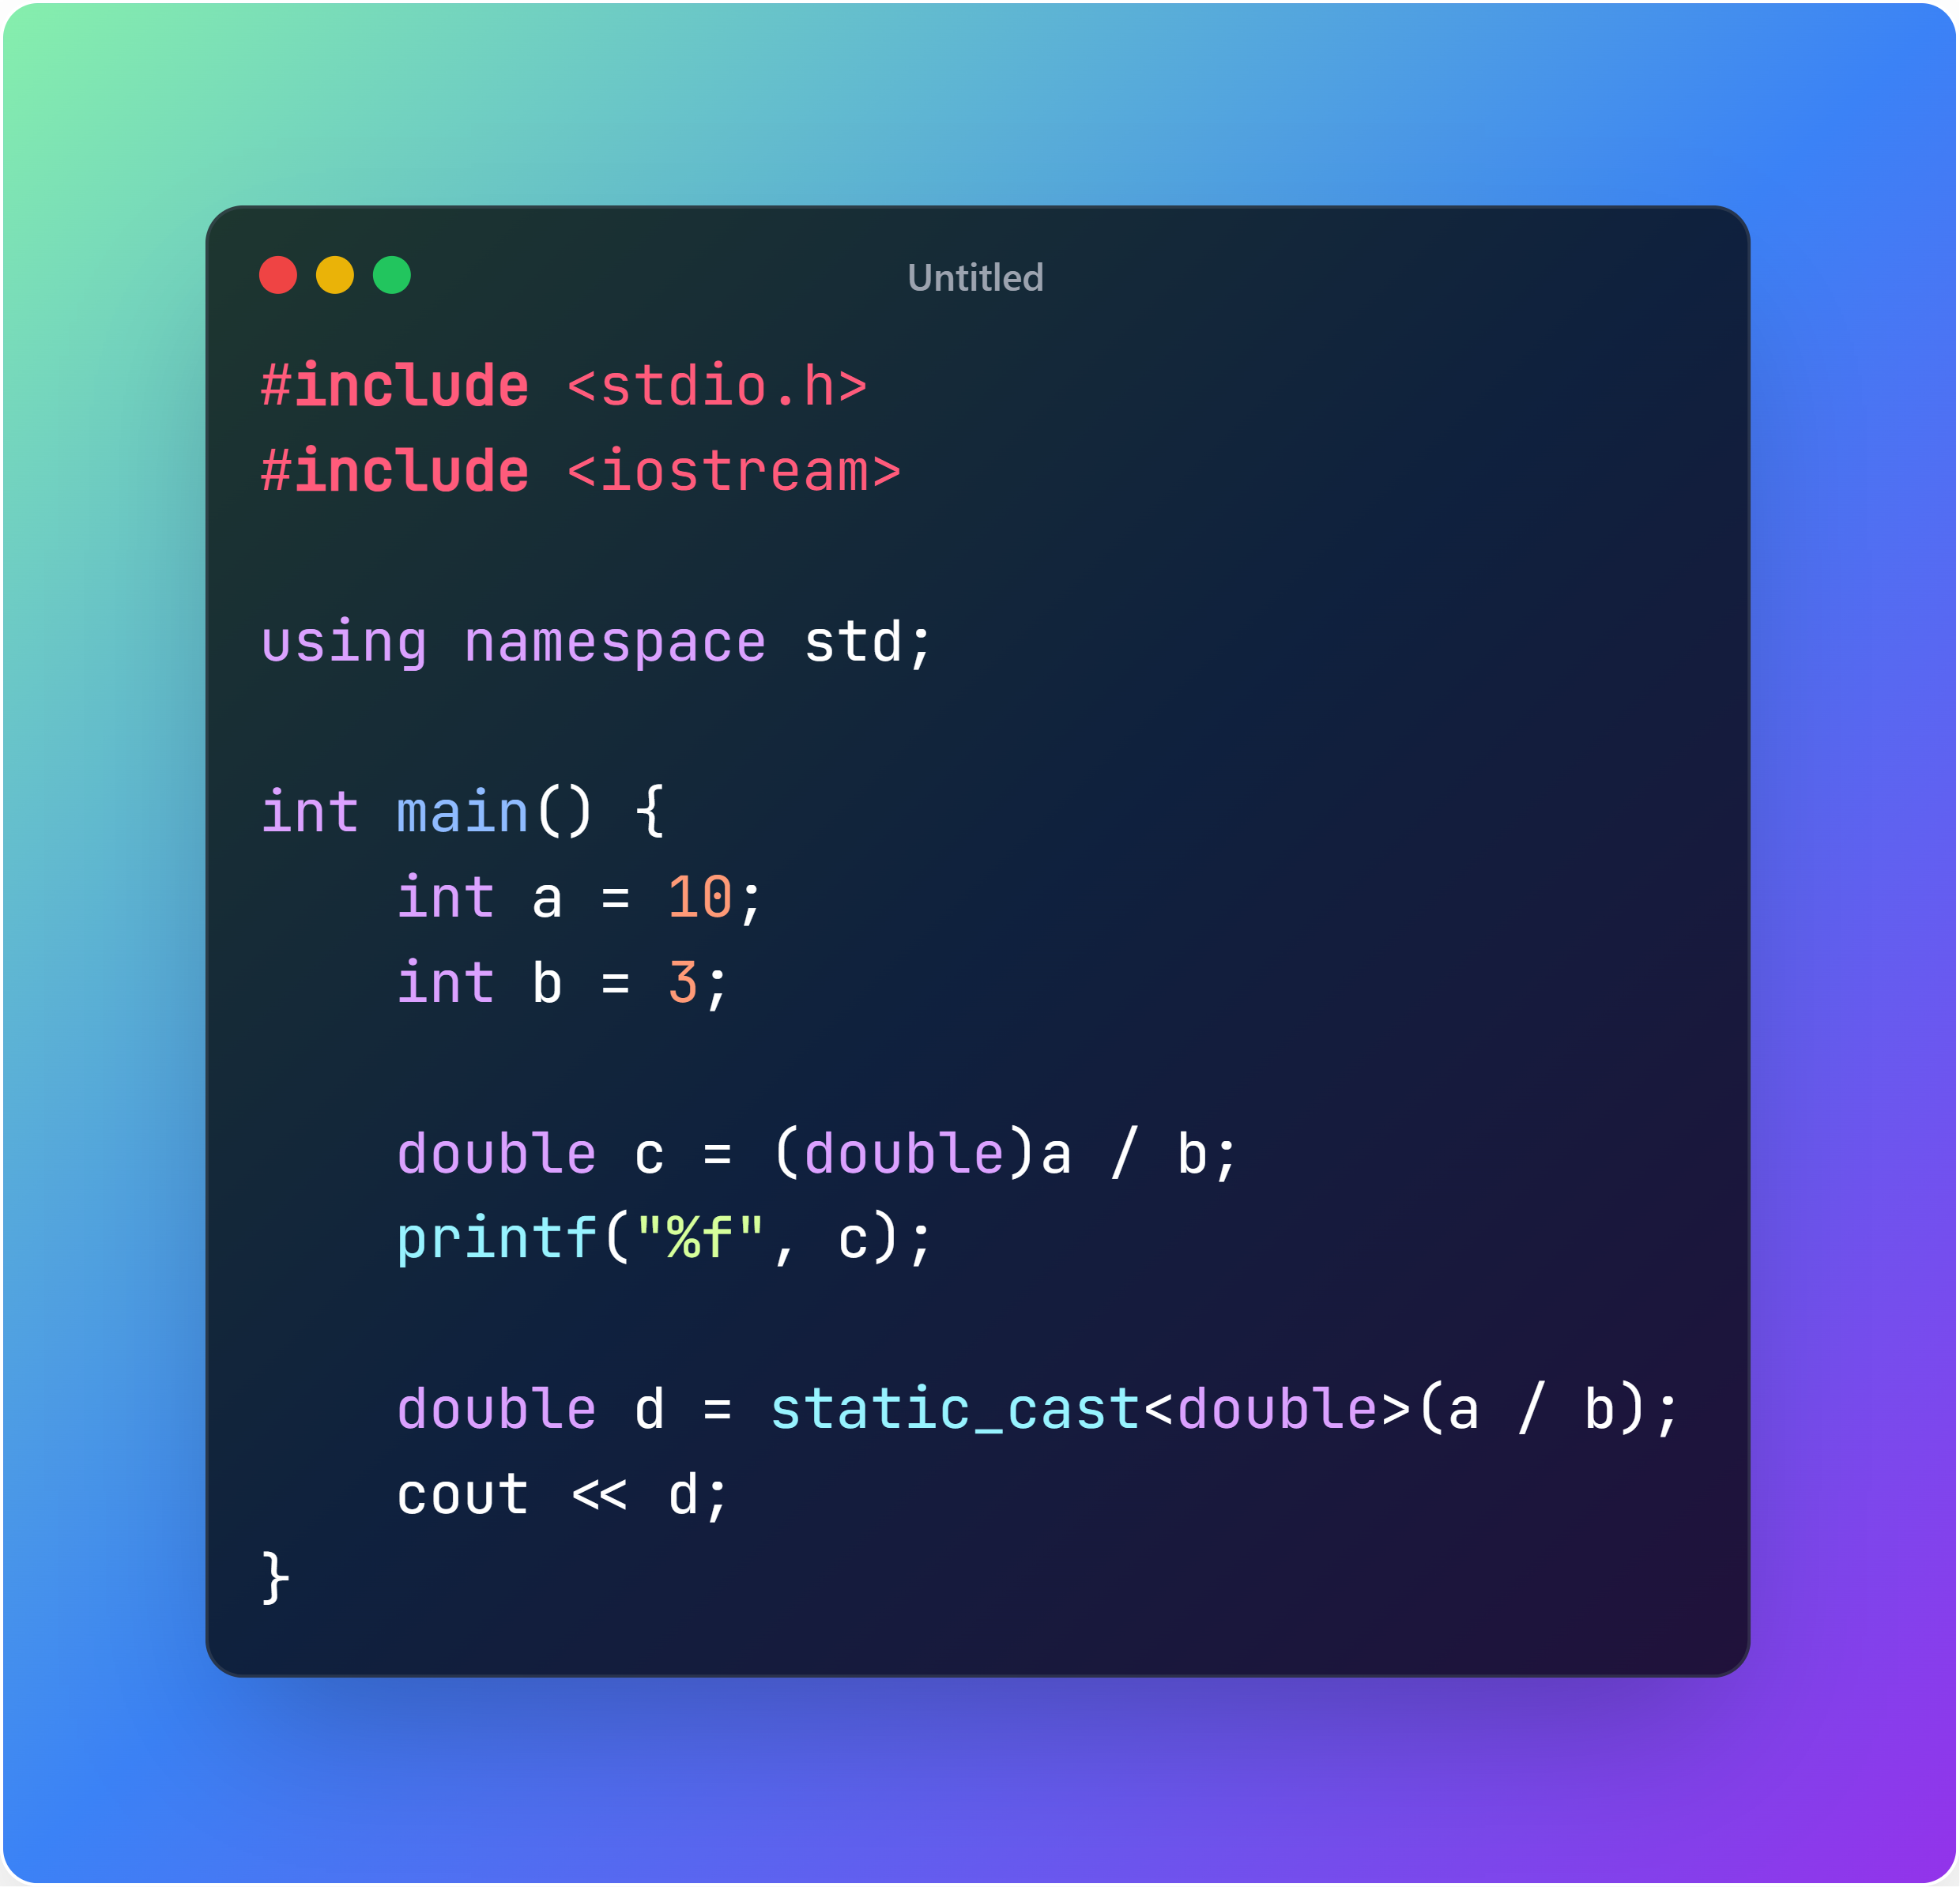 Untitled
#include <stdio.h>
#include <iostream>
using namespace std;
int main() {
    int a = 10;
    int b = 3;
    double c = (double)a / b;
    printf("%f", c);
    double d = static_cast<double>(a / b);
    cout << d;
}